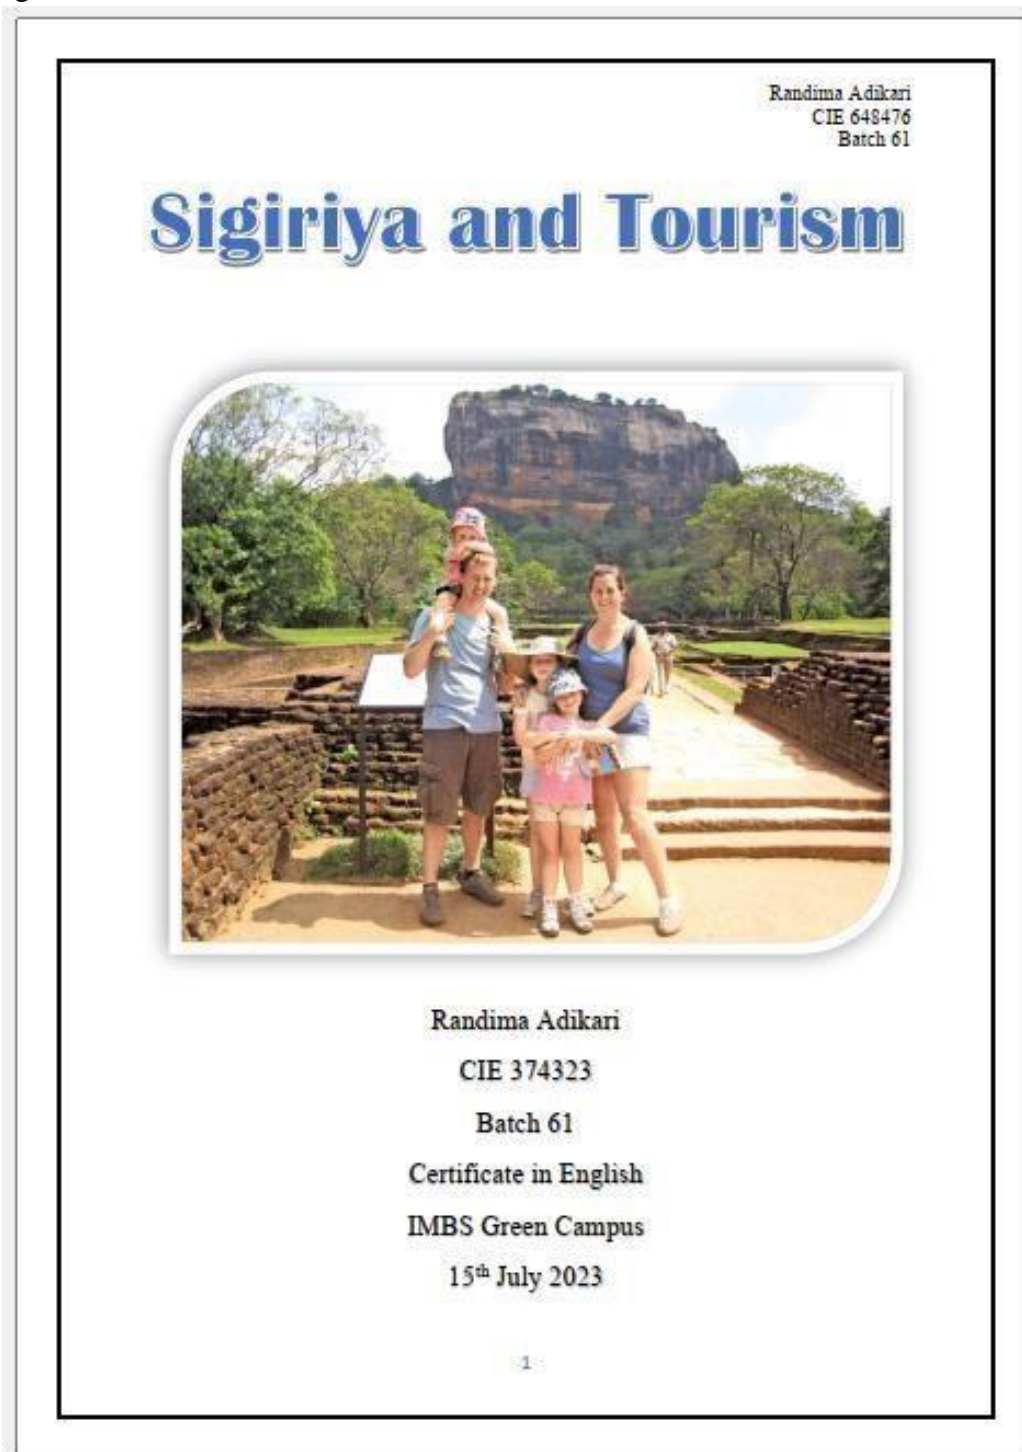 Randima Adikari
CIE 648476
Batch 61
Sigiriya and Tourism
Randima Adikari
CIE 374323
Batch 61
Certificate in English
IMBS Green Campus
15th July 2023
1